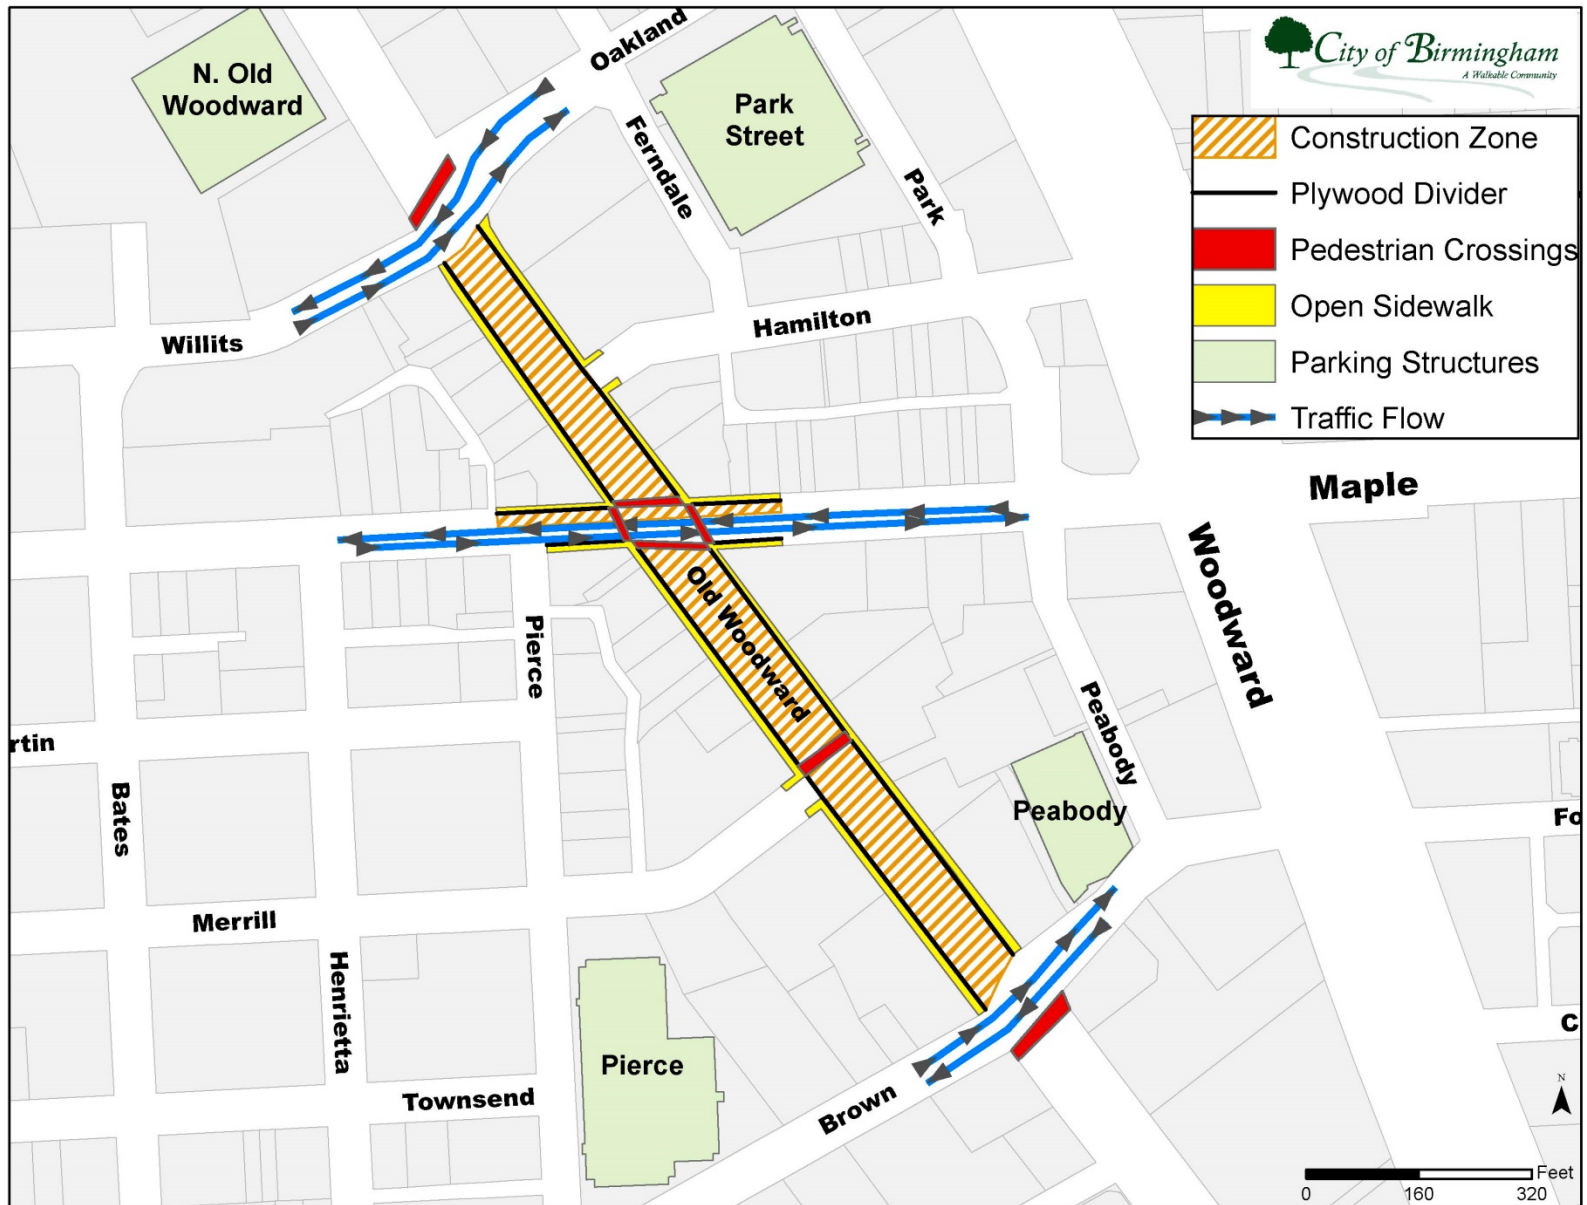 City of Birmingham
A Walkable Community
Construction Zone
Plywood Divider
Pedestrian Crossings
Open Sidewalk
Parking Structures
Traffic Flow
N. Old
Woodward
Oakland
Park
Street
Ferndale
Park
Willits
Hamilton
Maple
Woodward
Old Woodward
Pierce
Peabody
Peabody
rtin
Bates
Fo
Merrill
Henrietta
Pierce
Townsend
Brown
C
N
Feet
0
160
320